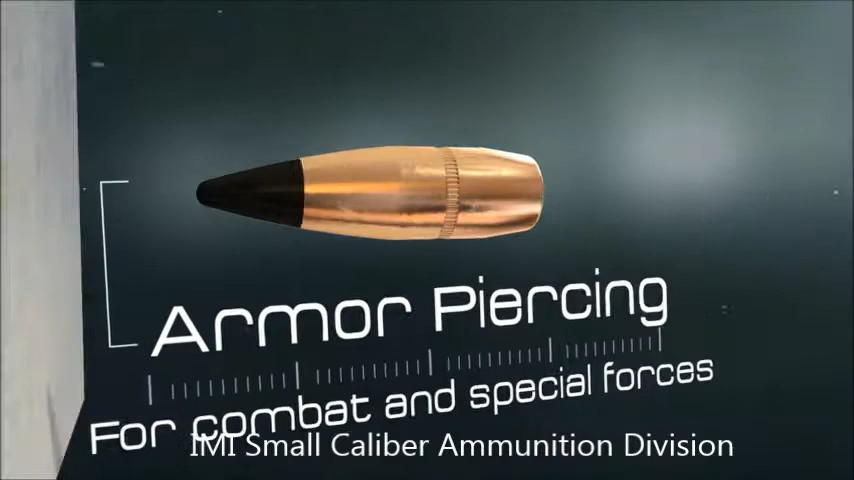 Armor Piercing
For combat and special forces
IMI Small Caliber Ammunition Division